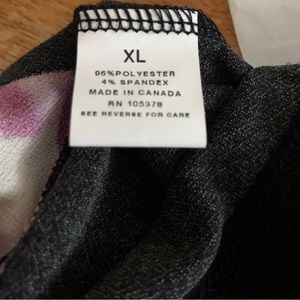 XL
96%POLYESTER
4% SPANDEX
MADE IN CANADA
RN 105378
SEE REVERSE FOR CARE